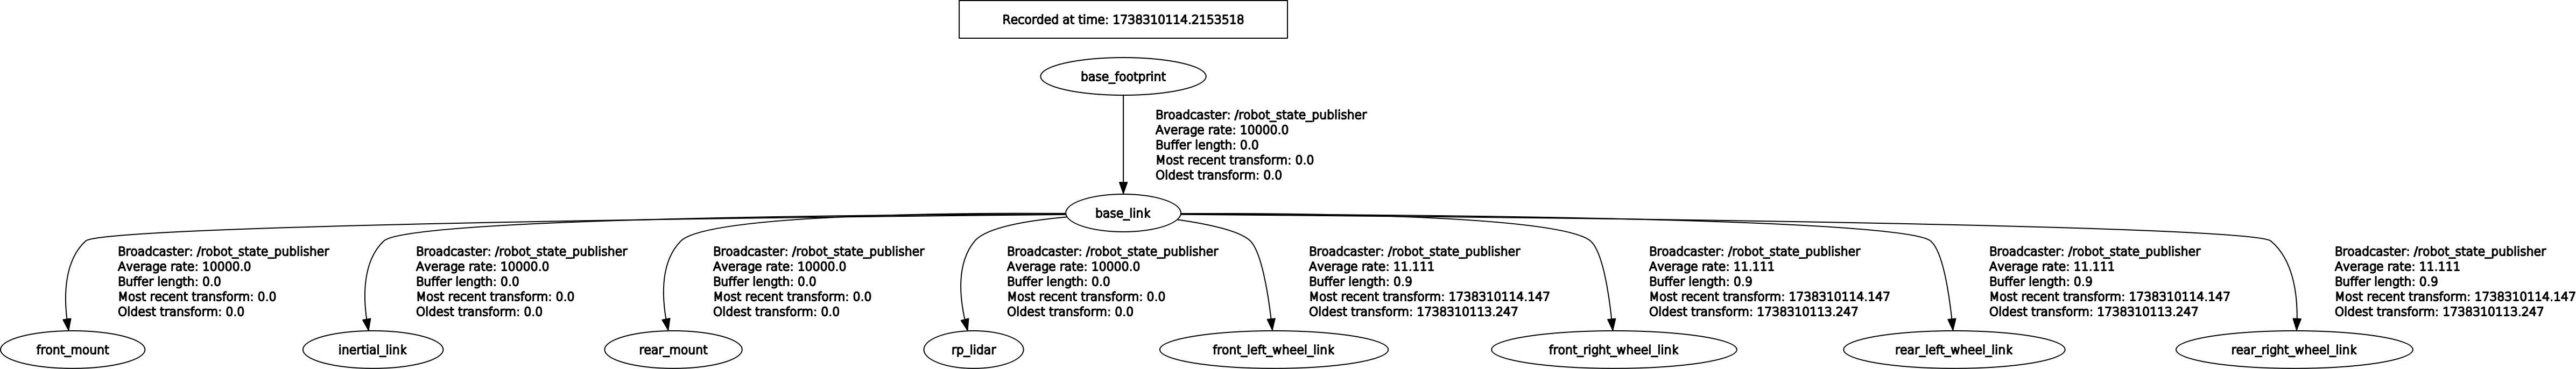 Recorded at time: 1738310114.2153518
base_footprint
Broadcaster: /robot_state_publisher
Average rate: 10000.0
Buffer length: 0.0
Most recent transform: 0.0
Oldest transform: 0.0
base_link
Broadcaster: /robot_state_publisher
Average rate: 10000.0
Buffer length: 0.0
Most recent transform: 0.0
Oldest transform: 0.0
Broadcaster: /robot_state_publisher
Average rate: 10000.0
Buffer length: 0.0
Most recent transform: 0.0
Oldest transform: 0.0
Broadcaster: /robot_state_publisher
Average rate: 10000.0
Buffer length: 0.0
Most recent transform: 0.0
Oldest transform: 0.0
Broadcaster: /robot_state_publisher
Average rate: 10000.0
Buffer length: 0.0
Most recent transform: 0.0
Oldest transform: 0.0
Broadcaster: /robot_state_publisher
Average rate: 11.111
Buffer length: 0.9
Most recent transform: 1738310114.147
Oldest transform: 1738310113.247
Broadcaster: /robot_state_publisher
Average rate: 11.111
Buffer length: 0.9
Most recent transform: 1738310114.147
Oldest transform: 1738310113.247
Broadcaster: /robot_state_publisher
Average rate: 11.111
Buffer length: 0.9
Most recent transform: 1738310114.147
Oldest transform: 1738310113.247
Broadcaster: /robot_state_publisher
Average rate: 11.111
Buffer length: 0.9
Most recent transform: 1738310114.147
Oldest transform: 1738310113.247
front_mount
inertial_link
rear_mount
rp_lidar
front_left_wheel_link
front_right_wheel_link
rear_left_wheel_link
rear_right_wheel_link